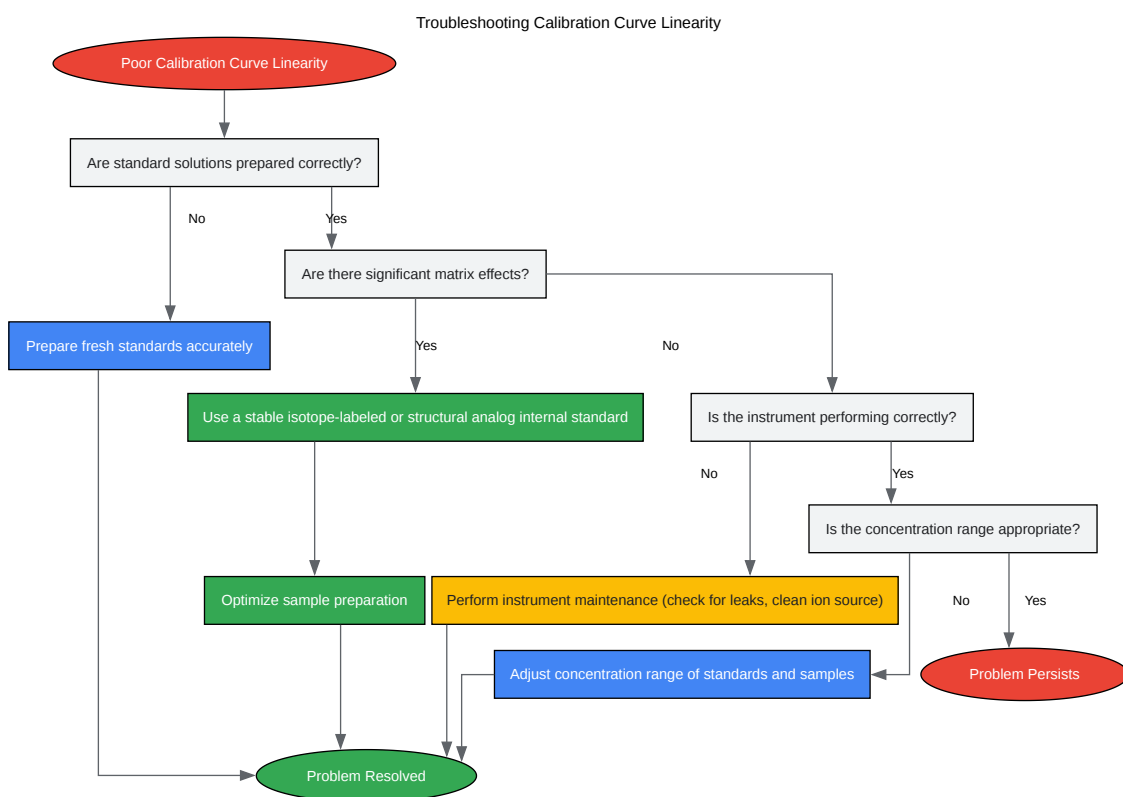 Troubleshooting Calibration Curve Linearity
Poor Calibration Curve Linearity
Are standard solutions prepared correctly?
No
Yes
Are there significant matrix effects?
Prepare fresh standards accurately
Yes
No
Use a stable isotope-labeled or structural analog internal standard
Is the instrument performing correctly?
No
Yes
Is the concentration range appropriate?
Optimize sample preparation
Perform instrument maintenance (check for leaks, clean ion source)
No
Yes
Adjust concentration range of standards and samples
Problem Persists
Problem Resolved